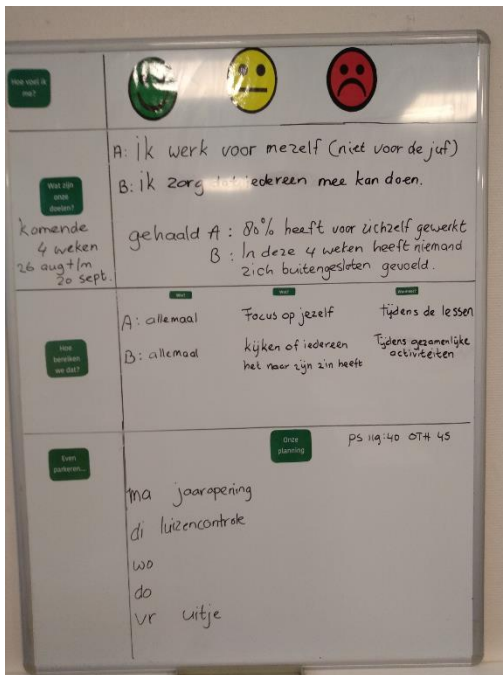 Hoe voel ik
me?
A: ik werk voor mezelf (niet voor de juf)
B: ik zorg dat iedereen mee kan doen.
Wat zijn
onze
doelen?
komende
4 weken
26 aug t/m
20 sept.
gehaald A: 80% heeft voor zichzelf gewerkt
B: In deze 4 weken heeft niemand
zich buitengesloten gevoeld.
Wie?
Wat?
Wanneer?
A: allemaal Focus op jezelf tijdens de lessen
Hoe
bereiken
we dat?
B: allemaal kijken of iedereen Tijdens gezamenlijke
het naar zijn zin heeft activiteiten
Even
parkeren...
Onze
planning
PS 119:40 OTH 45
ma jaaropening
di luizencontrole
wo
do
vr uitje